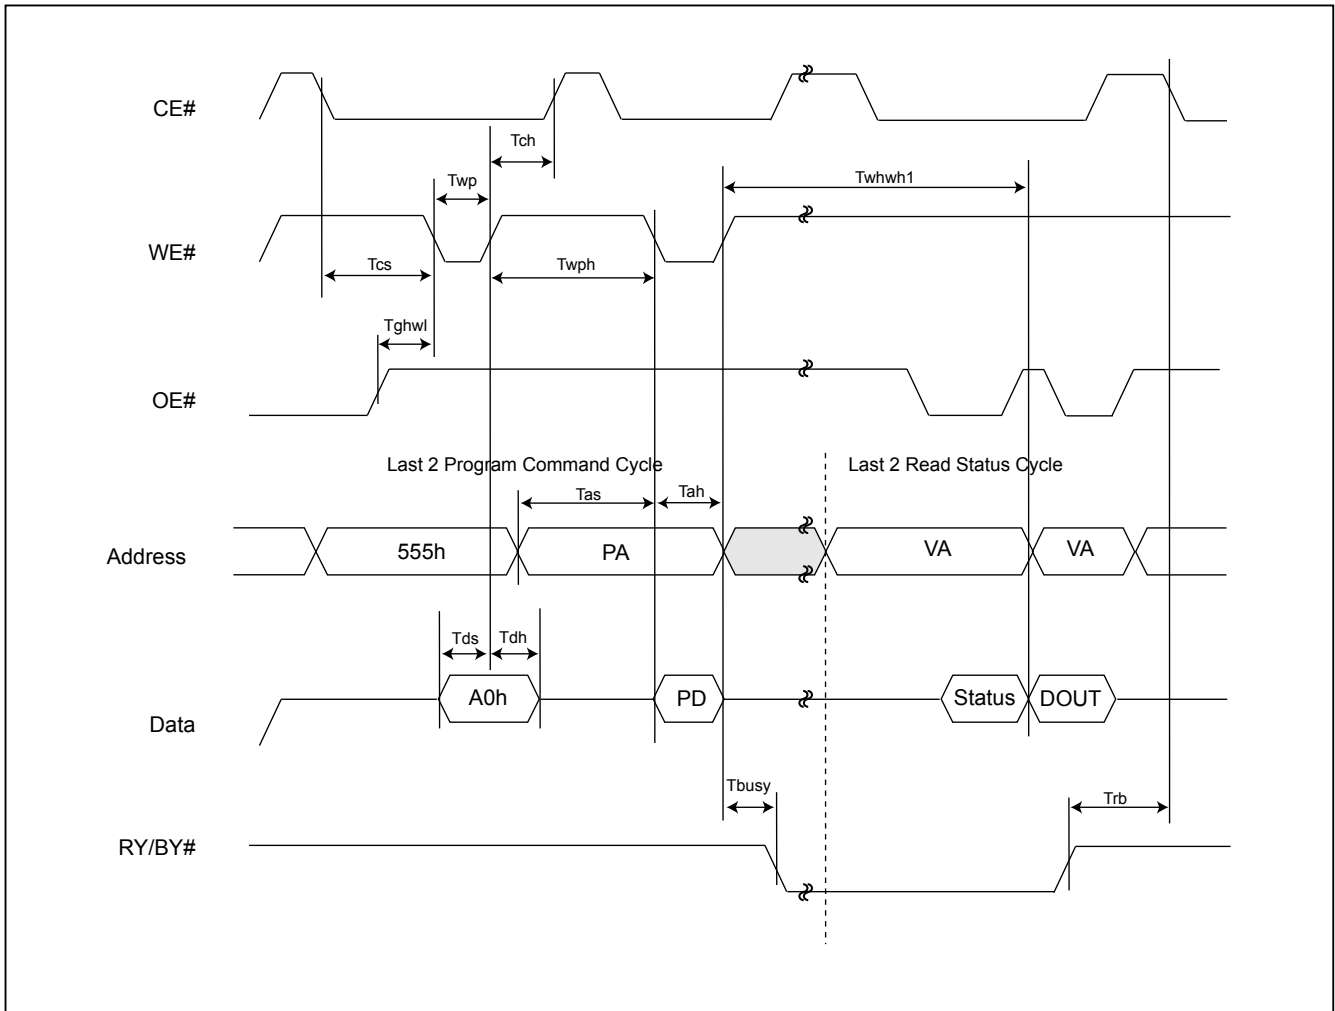 CE#
Tch
Twp
Twhwh1
WE#
Tcs
Twph
Tghwl
OE#
Last 2 Program Command Cycle
Last 2 Read Status Cycle
Tas
Tah
Address
555h
PA
VA
VA
Tds
Tdh
A0h
PD
Status
DOUT
Data
Tbusy
Trb
RY/BY#